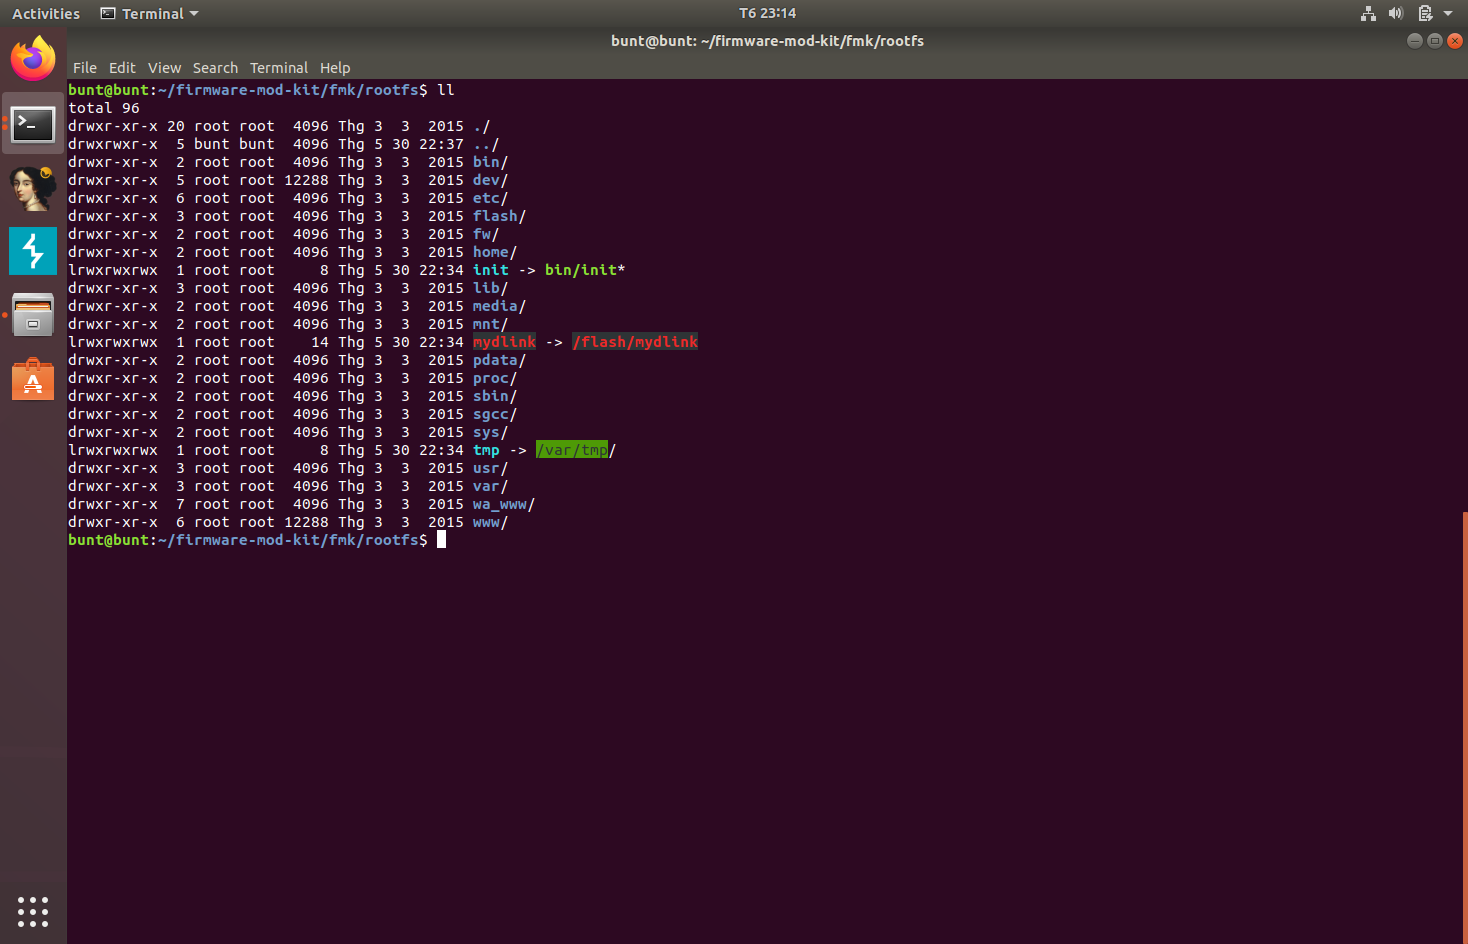 Activities Terminal T6 23:14
bunt@bunt: ~/firmware-mod-kit/fmk/rootfs
File Edit View Search Terminal Help
bunt@bunt:~/firmware-mod-kit/fmk/rootfs$ ll
total 96
drwxr-xr-x 20 root root  4096 Thg 3  3  2015 ./
drwxrwxr-x  5 bunt bunt  4096 Thg 5 30 22:37 ../
drwxr-xr-x  2 root root  4096 Thg 3  3  2015 bin/
drwxr-xr-x  5 root root 12288 Thg 3  3  2015 dev/
drwxr-xr-x  6 root root  4096 Thg 3  3  2015 etc/
drwxr-xr-x  3 root root  4096 Thg 3  3  2015 flash/
drwxr-xr-x  2 root root  4096 Thg 3  3  2015 fw/
drwxr-xr-x  2 root root  4096 Thg 3  3  2015 home/
lrwxrwxrwx  1 root root     8 Thg 5 30 22:34 init -> bin/init*
drwxr-xr-x  3 root root  4096 Thg 3  3  2015 lib/
drwxr-xr-x  2 root root  4096 Thg 3  3  2015 media/
drwxr-xr-x  2 root root  4096 Thg 3  3  2015 mnt/
lrwxrwxrwx  1 root root    14 Thg 5 30 22:34 mydlink -> /flash/mydlink
drwxr-xr-x  2 root root  4096 Thg 3  3  2015 pdata/
drwxr-xr-x  2 root root  4096 Thg 3  3  2015 proc/
drwxr-xr-x  2 root root  4096 Thg 3  3  2015 sbin/
drwxr-xr-x  2 root root  4096 Thg 3  3  2015 sgcc/
drwxr-xr-x  2 root root  4096 Thg 3  3  2015 sys/
lrwxrwxrwx  1 root root     8 Thg 5 30 22:34 tmp -> /var/tmp/
drwxr-xr-x  3 root root  4096 Thg 3  3  2015 usr/
drwxr-xr-x  3 root root  4096 Thg 3  3  2015 var/
drwxr-xr-x  7 root root  4096 Thg 3  3  2015 wa_www/
drwxr-xr-x  6 root root 12288 Thg 3  3  2015 www/
bunt@bunt:~/firmware-mod-kit/fmk/rootfs$